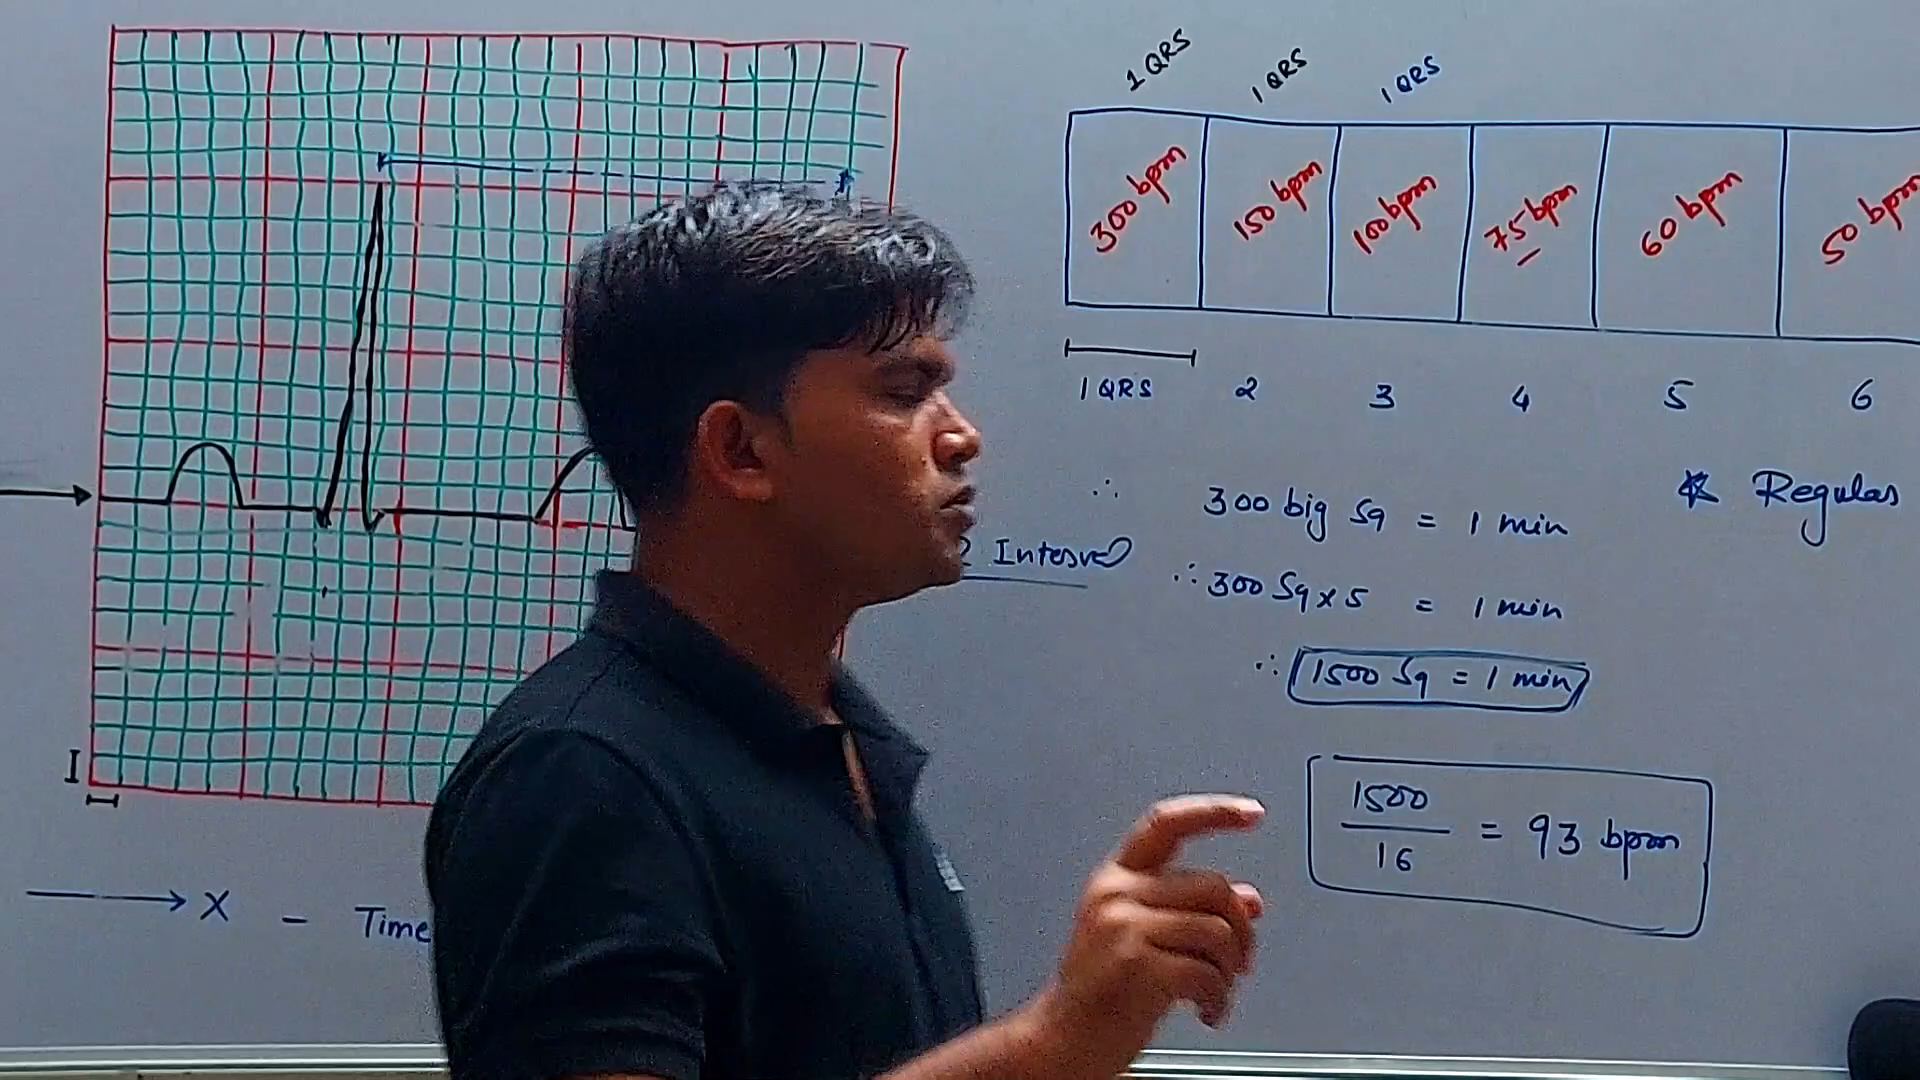 1 QRS 1 QRS 1 QRS
300 bpm 150 bpm 100 bpm 75 bpm 60 bpm 50 bpm
1 QRS 2 3 4 5 6
∴ 300 big Sq = 1 min
* Regular
Interval
∴ 300 Sq x 5 = 1 min
∴ 1500 Sq = 1 min
I
1500
16
= 93 bpm
X - Time